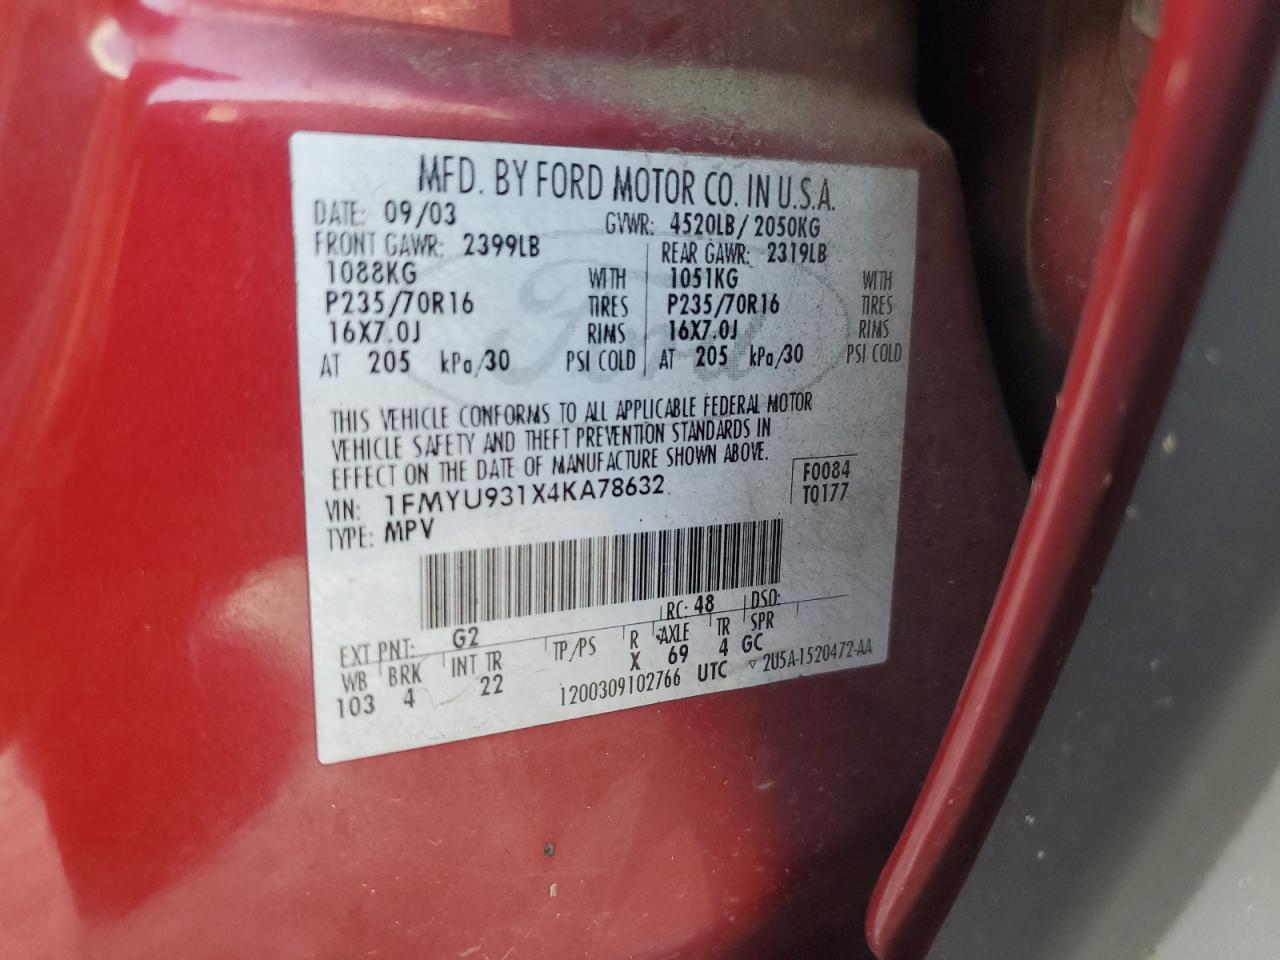 MFD. BY FORD MOTOR CO. IN U.S.A.
DATE: 09/03 GVWR: 4520LB/ 2050KG
FRONT GAWR: 2399LB REAR GAWR: 2319LB
1088KG WITH 1051KG WITH
P235/70R16 TIRES P235/70R16 TIRES
16X7.0J RIMS 16X7.0J RIMS
AT 205 kPa/30 PSI COLD AT 205 kPa/30 PSI COLD
Ford
THIS VEHICLE CONFORMS TO ALL APPLICABLE FEDERAL MOTOR
VEHICLE SAFETY AND THEFT PREVENTION STANDARDS IN
EFFECT ON THE DATE OF MANUFACTURE SHOWN ABOVE.
VIN: 1FMYU931X4KA78632 F0084
TYPE: MPV T0177
RC: 48 DSO:
EXT PNT: G2
WB BRK INT TR TP/PS R AXLE TR SPR
103 4 22 X 69 4 GC
1200309102766 UTC ▽ 2U5A-1520472-AA